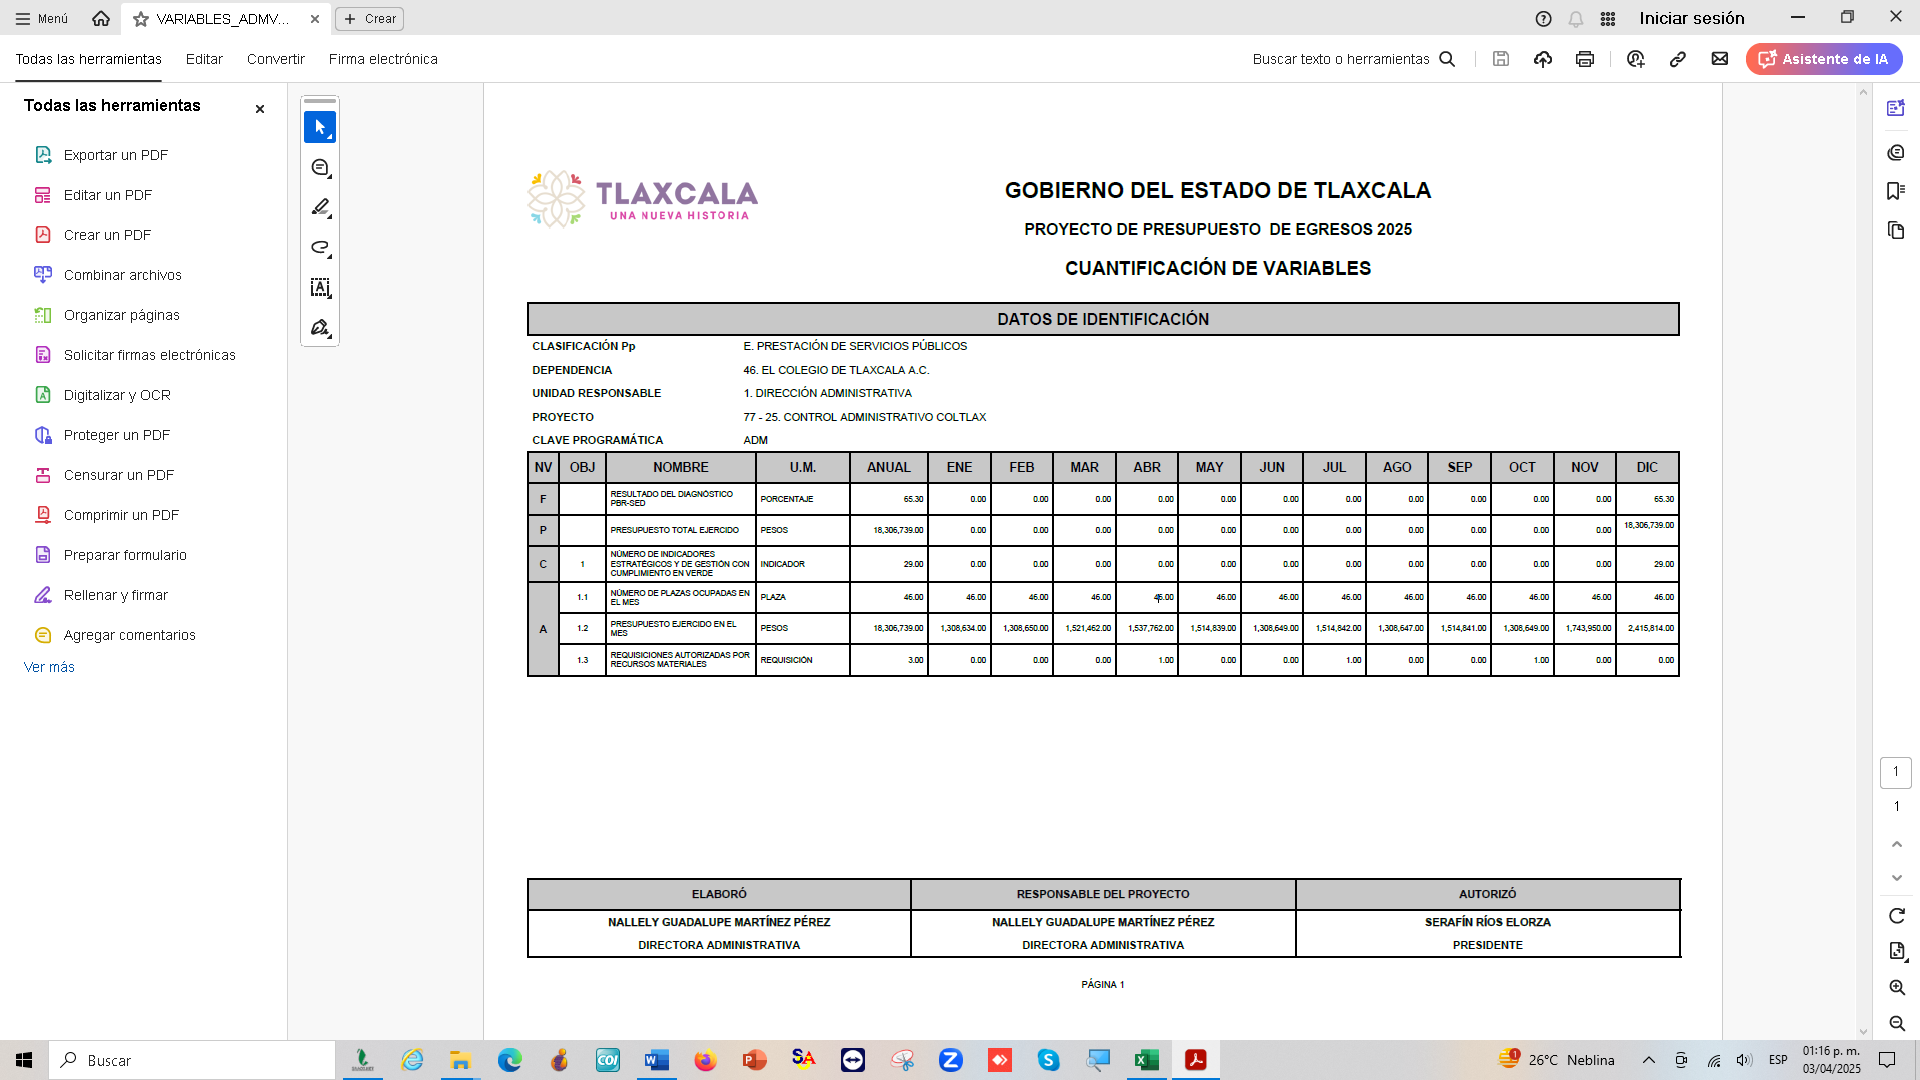 Menú VARIABLES_ADMV... Crear Iniciar sesión
Todas las herramientas Editar Convertir Firma electrónica Buscar texto o herramientas Asistente de IA
Todas las herramientas
Exportar un PDF
Editar un PDF
Crear un PDF
Combinar archivos
Organizar páginas
Solicitar firmas electrónicas
Digitalizar y OCR
Proteger un PDF
Censurar un PDF
Comprimir un PDF
Preparar formulario
Rellenar y firmar
Agregar comentarios
Ver más
TLAXCALA
UNA NUEVA HISTORIA
GOBIERNO DEL ESTADO DE TLAXCALA
PROYECTO DE PRESUPUESTO DE EGRESOS 2025
CUANTIFICACIÓN DE VARIABLES
DATOS DE IDENTIFICACIÓN
CLASIFICACIÓN Pp E. PRESTACIÓN DE SERVICIOS PÚBLICOS
DEPENDENCIA 46. EL COLEGIO DE TLAXCALA A.C.
UNIDAD RESPONSABLE 1. DIRECCIÓN ADMINISTRATIVA
PROYECTO 77 - 25. CONTROL ADMINISTRATIVO COLTLAX
CLAVE PROGRAMÁTICA ADM
NV OBJ NOMBRE U.M. ANUAL ENE FEB MAR ABR MAY JUN JUL AGO SEP OCT NOV DIC
F RESULTADO DEL DIAGNÓSTICO PBR-SED PORCENTAJE 65.30 0.00 0.00 0.00 0.00 0.00 0.00 0.00 0.00 0.00 0.00 0.00 65.30
P PRESUPUESTO TOTAL EJERCIDO PESOS 18,306,739.00 0.00 0.00 0.00 0.00 0.00 0.00 0.00 0.00 0.00 0.00 0.00 18,306,739.00
C 1 NÚMERO DE INDICADORES ESTRATÉGICOS Y DE GESTIÓN CON CUMPLIMIENTO EN VERDE INDICADOR 29.00 0.00 0.00 0.00 0.00 0.00 0.00 0.00 0.00 0.00 0.00 0.00 29.00
A 1.1 NÚMERO DE PLAZAS OCUPADAS EN EL MES PLAZA 46.00 46.00 46.00 46.00 46.00 46.00 46.00 46.00 46.00 46.00 46.00 46.00 46.00
1.2 PRESUPUESTO EJERCIDO EN EL MES PESOS 18,306,739.00 1,308,634.00 1,308,650.00 1,521,462.00 1,537,762.00 1,514,839.00 1,308,649.00 1,514,842.00 1,308,647.00 1,514,841.00 1,308,649.00 1,743,950.00 2,415,814.00
1.3 REQUISICIONES AUTORIZADAS POR RECURSOS MATERIALES REQUISICIÓN 3.00 0.00 0.00 0.00 1.00 0.00 0.00 1.00 0.00 0.00 1.00 0.00 0.00
ELABORÓ RESPONSABLE DEL PROYECTO AUTORIZÓ
NALLELY GUADALUPE MARTÍNEZ PÉREZ NALLELY GUADALUPE MARTÍNEZ PÉREZ SERAFÍN RÍOS ELORZA
DIRECTORA ADMINISTRATIVA DIRECTORA ADMINISTRATIVA PRESIDENTE
PÁGINA 1
1
1
Buscar
26°C Neblina ESP 01:16 p. m.
03/04/2025